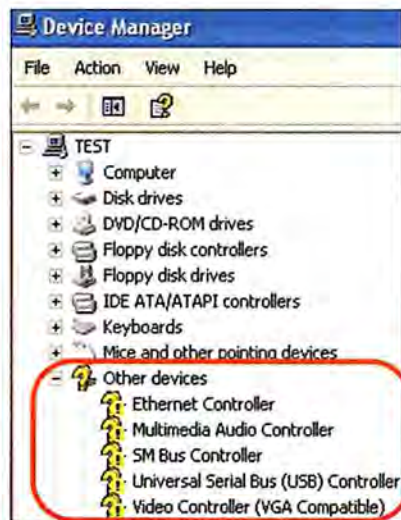 Device Manager
File Action View Help
TEST
Computer
Disk drives
DVD/CD-ROM drives
Floppy disk controllers
Floppy disk drives
IDE ATA/ATAPI controllers
Keyboards
Mice and other pointing devices
Other devices
Ethernet Controller
Multimedia Audio Controller
SM Bus Controller
Universal Serial Bus (USB) Controller
Video Controller (VGA Compatible)